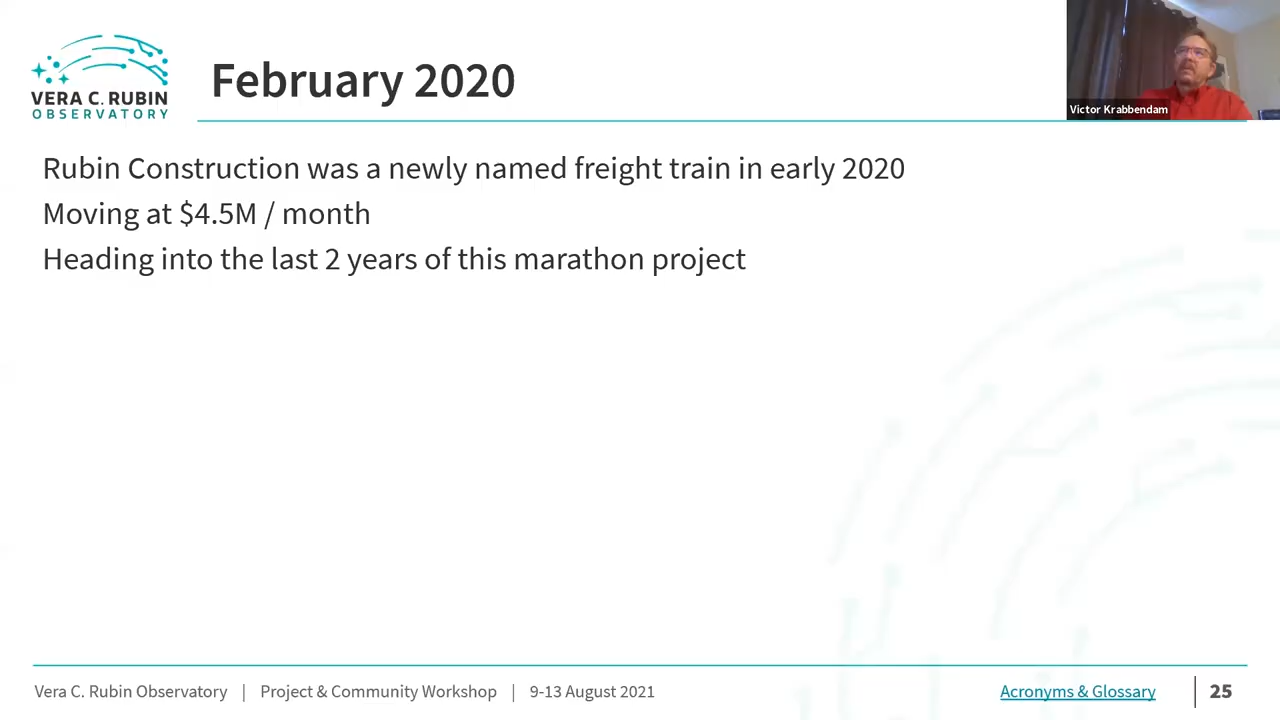 VERA C. RUBIN
OBSERVATORY
February 2020
Victor Krabbendam
Rubin Construction was a newly named freight train in early 2020
Moving at $4.5M / month
Heading into the last 2 years of this marathon project
Vera C. Rubin Observatory | Project & Community Workshop | 9-13 August 2021
Acronyms & Glossary | 25